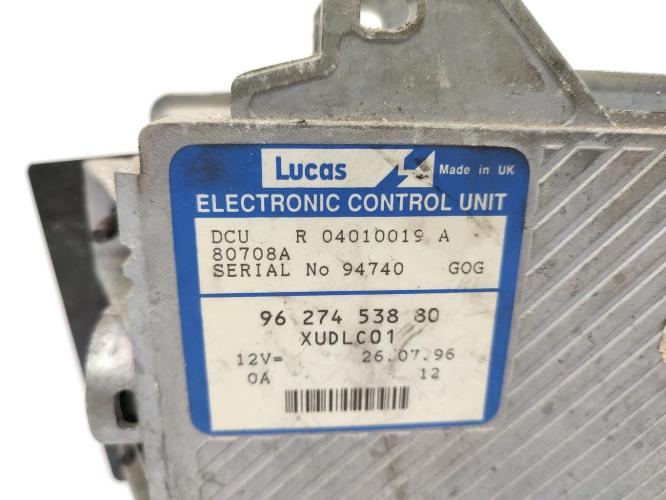 Lucas Made in UK
ELECTRONIC CONTROL UNIT
DCU R 04010019 A
80708A
SERIAL No 94740 GOG
96 274 538 80
XUDLC01
12V= 26.07.96
0A 12